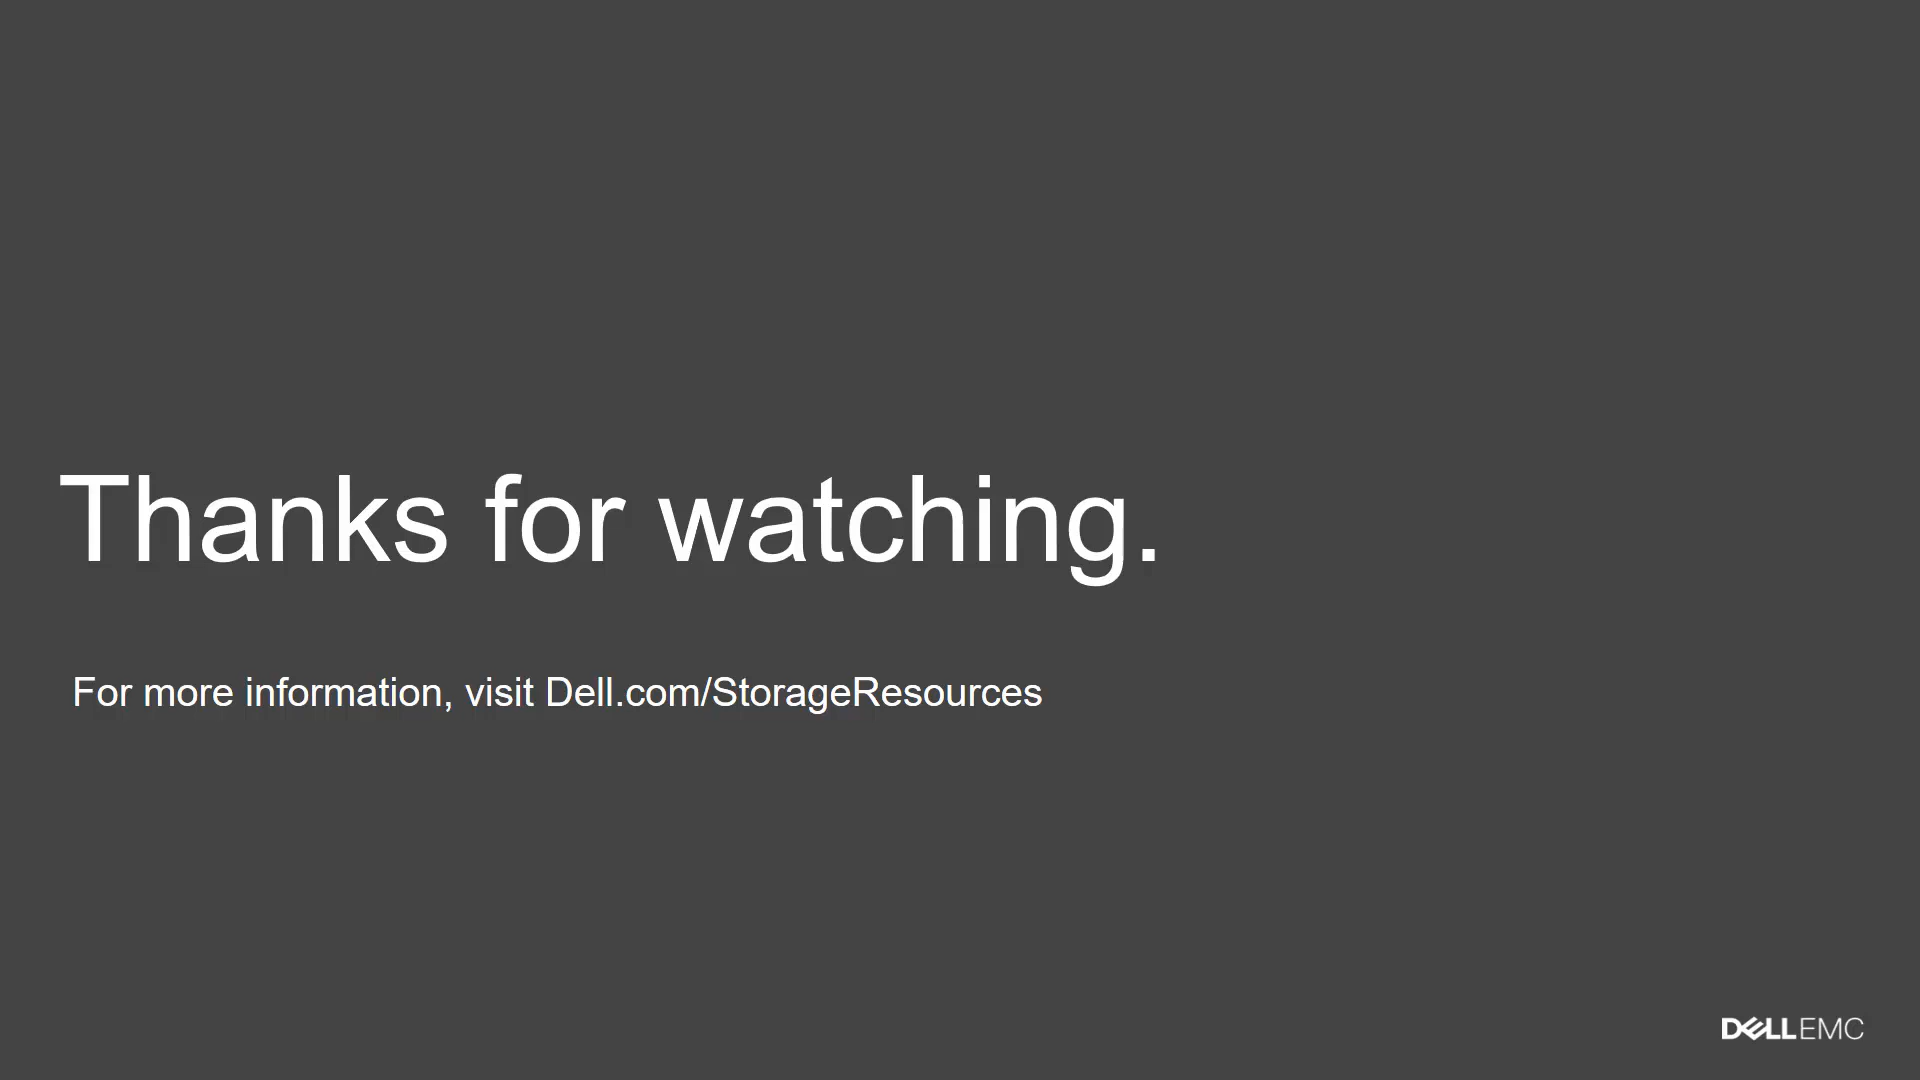 Thanks for watching.
For more information, visit Dell.com/StorageResources
DELLEMC